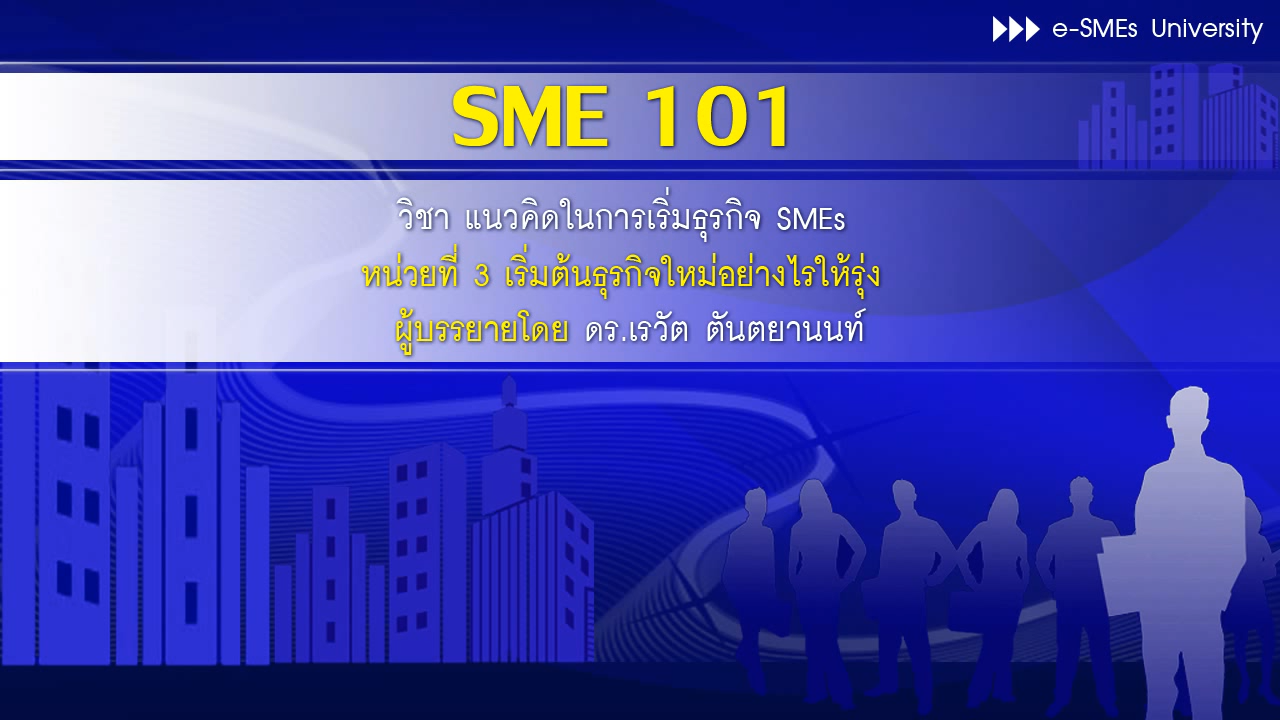 e-SMEs University
SME 101
วิชา แนวคิดในการเริ่มธุรกิจ SMEs
หน่วยที่ 3 เริ่มต้นธุรกิจใหม่อย่างไรให้รุ่ง
ผู้บรรยายโดย ดร.เรวัต ตันตยานนท์